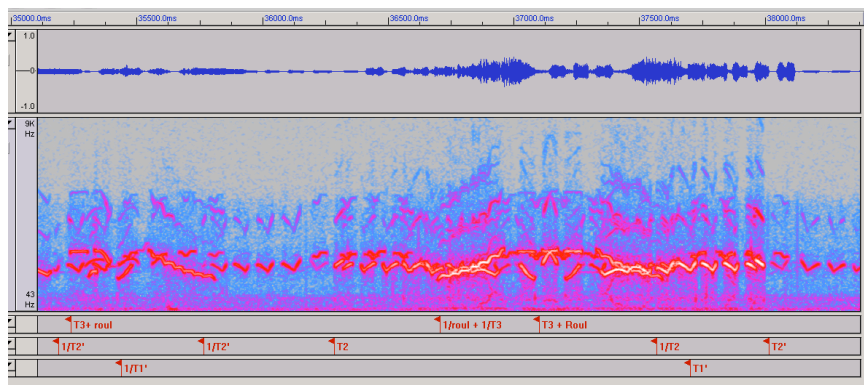 35000.0ms 35500.0ms 36000.0ms 36500.0ms 37000.0ms 37500.0ms 38000.0ms
1.0
0
-1.0
9K
Hz
43
Hz
T3+ roul 1/roul + 1/T3 T3 + Roul
1/T2' 1/T2' T2 1/T2 T2'
1/T1' T1'